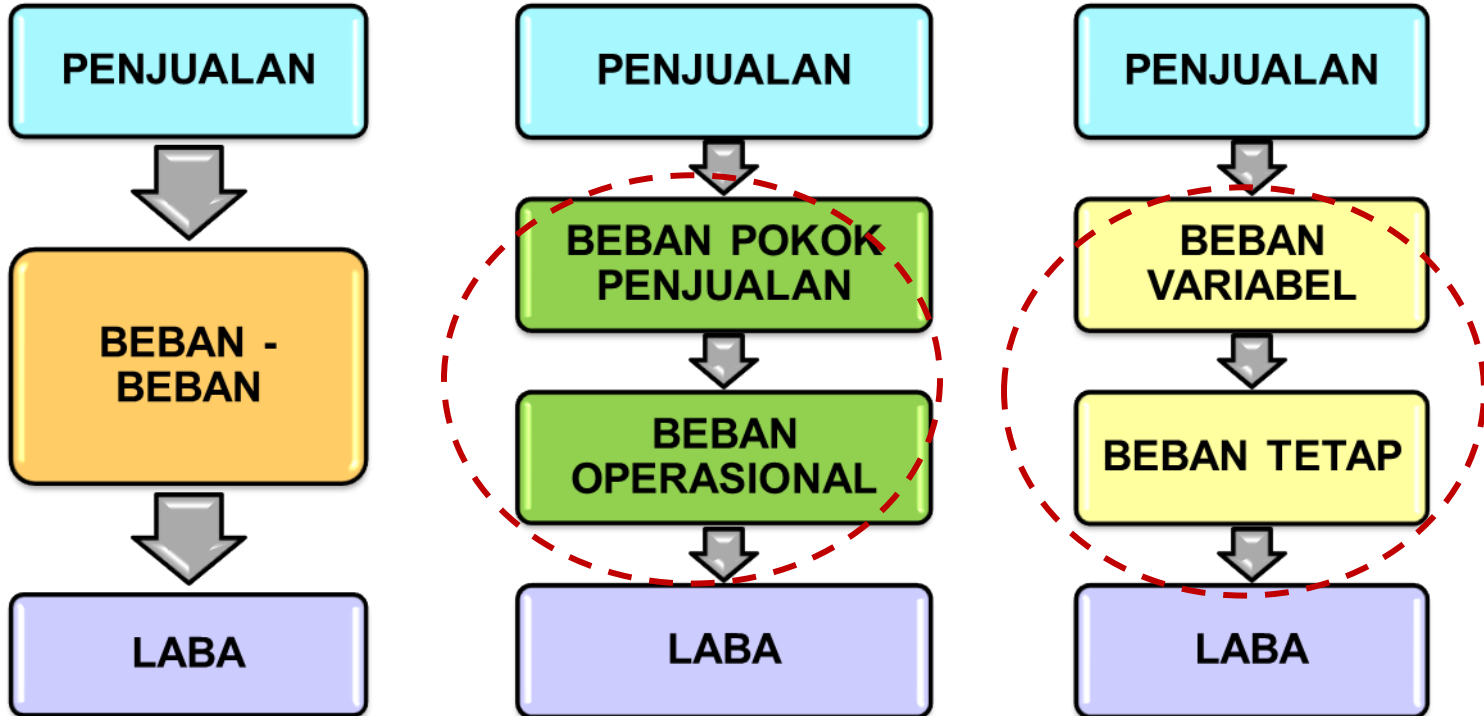 PENJUALAN
BEBAN -
BEBAN
LABA
PENJUALAN
BEBAN POKOK
PENJUALAN
BEBAN
OPERASIONAL
LABA
PENJUALAN
BEBAN
VARIABEL
BEBAN TETAP
LABA